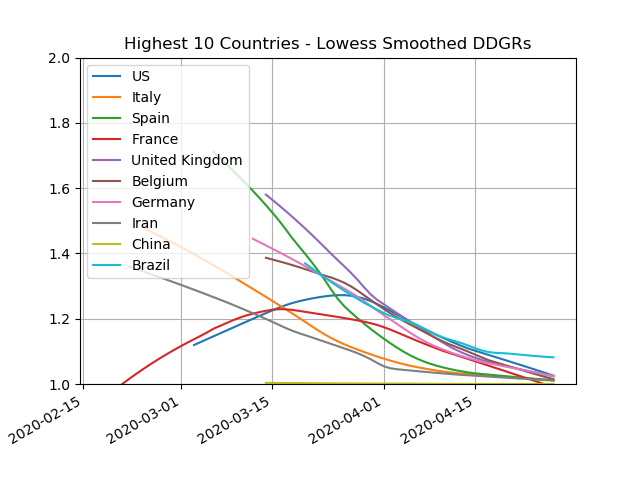 Highest 10 Countries - Lowess Smoothed DDGRs
2.0
1.8
1.6
1.4
1.2
1.0
US
Italy
Spain
France
United Kingdom
Belgium
Germany
Iran
China
Brazil
2020-02-15
2020-03-01
2020-03-15
2020-04-01
2020-04-15